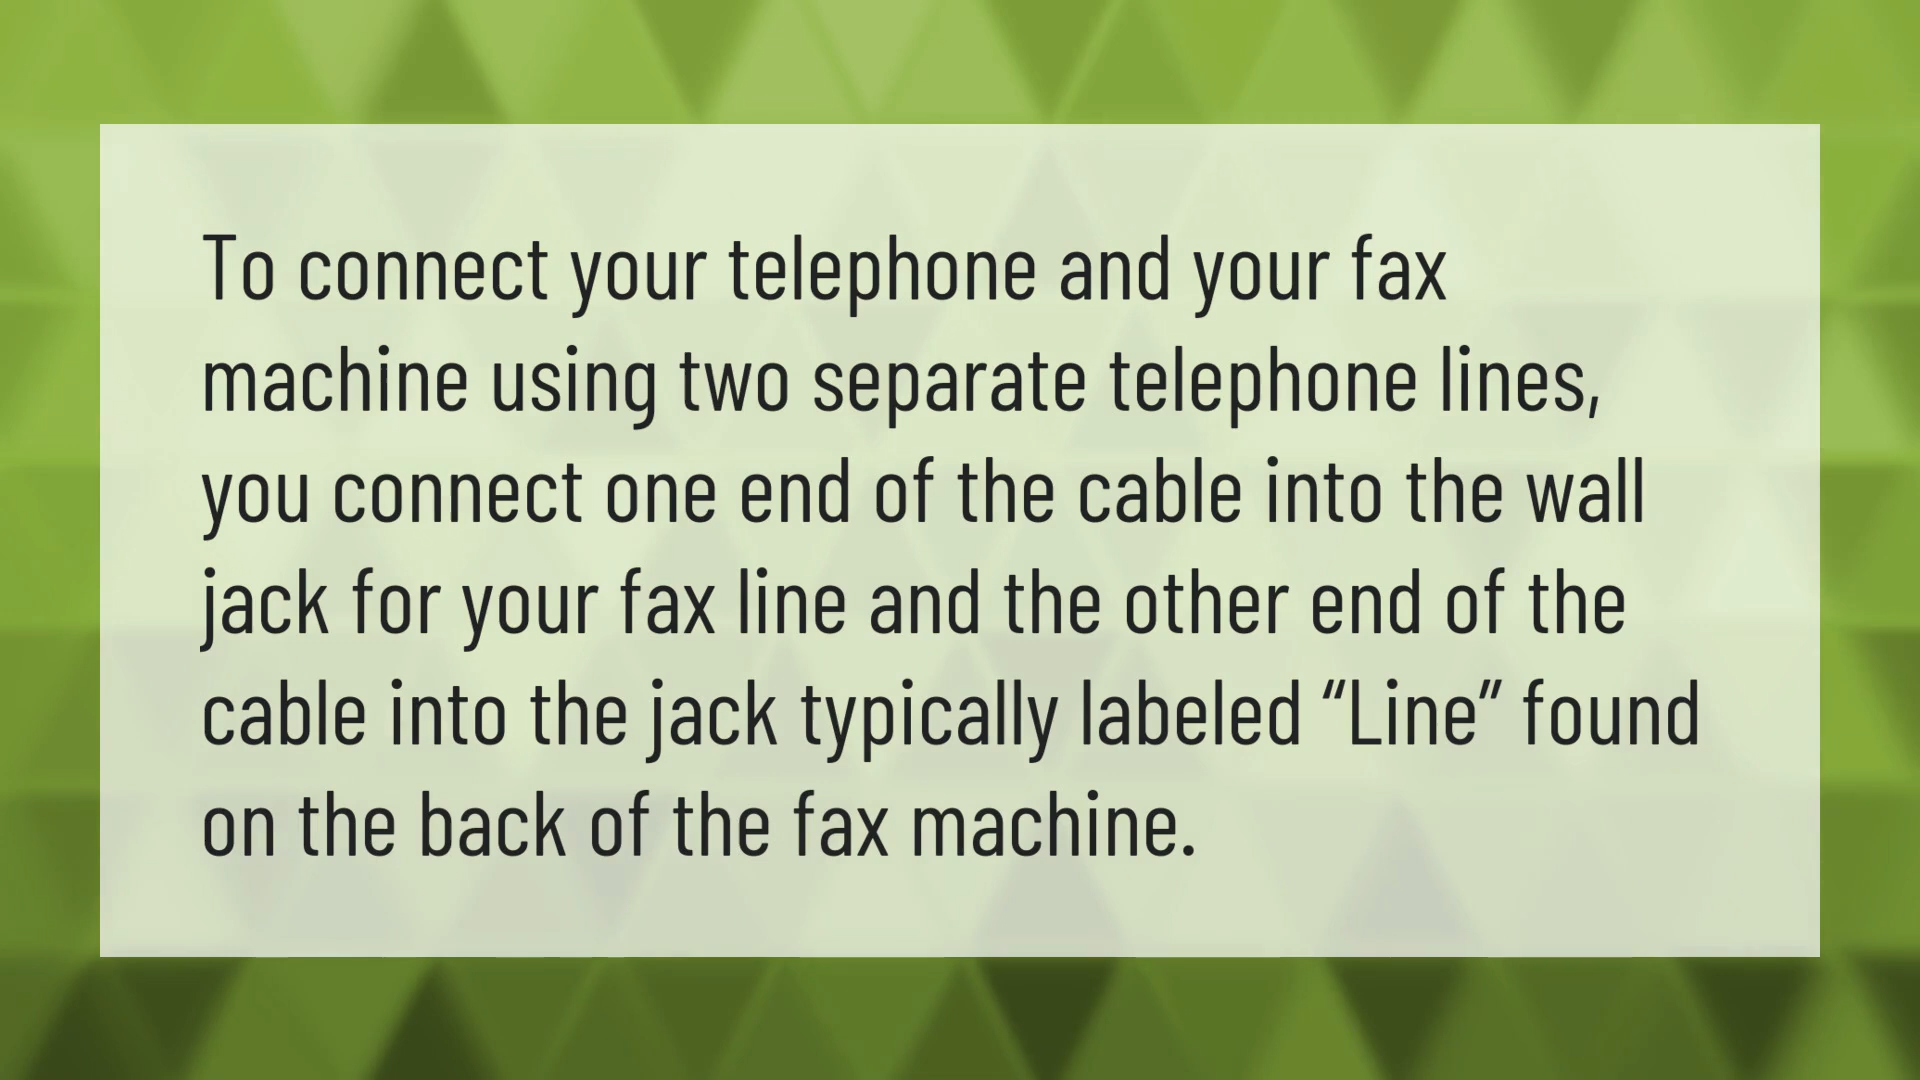 To connect your telephone and your fax
machine using two separate telephone lines,
you connect one end of the cable into the wall
jack for your fax line and the other end of the
cable into the jack typically labeled “Line” found
on the back of the fax machine.